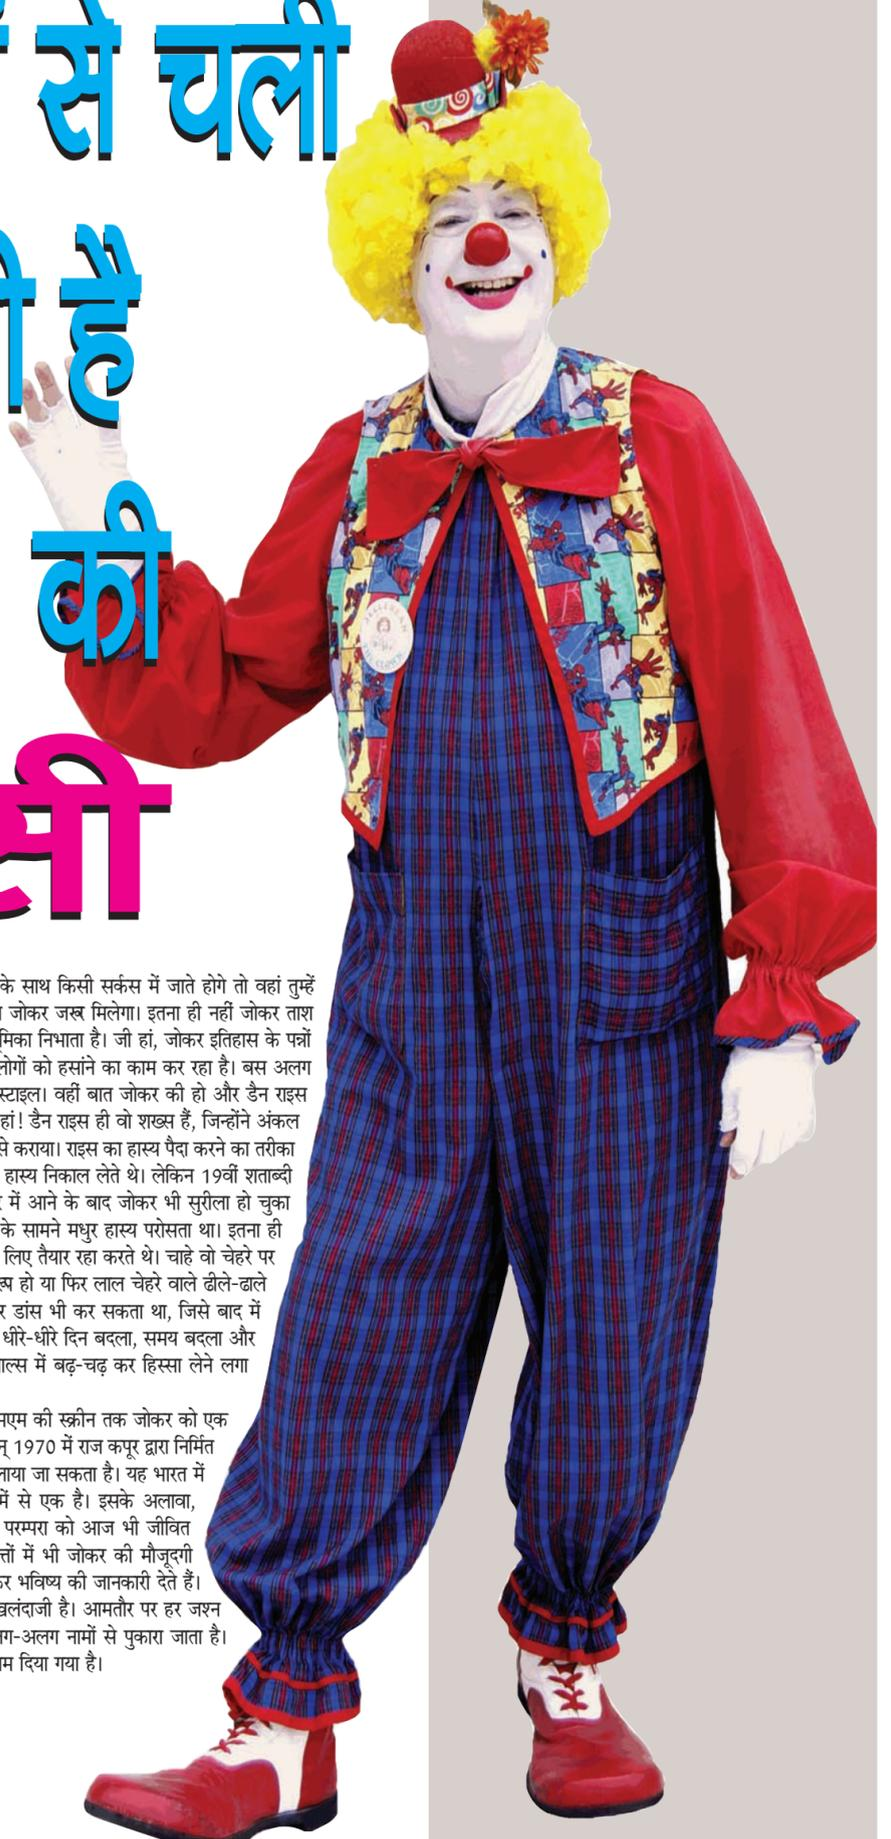 से चली
है
की
सी
के साथ किसी सर्कस में जाते होगे तो वहां तुम्हें
जोकर जरूर मिलेगा। इतना ही नहीं जोकर ताश
मिका निभाता है। जी हां, जोकर इतिहास के पन्नों
लोगों को हसांने का काम कर रहा है। बस अलग
स्टाइल। वहीं बात जोकर की हो और डैन राइस
हां! डैन राइस ही वो शख्स हैं, जिन्होंने अंकल
से कराया। राइस का हास्य पैदा करने का तरीका
हास्य निकाल लेते थे। लेकिन 19वीं शताब्दी
में आने के बाद जोकर भी सुरीला हो चुका
के सामने मधुर हास्य परोसता था। इतना ही
लिए तैयार रहा करते थे। चाहे वो चेहरे पर
हो या फिर लाल चेहरे वाले ढीले-ढाले
र डांस भी कर सकता था, जिसे बाद में
धीरे-धीरे दिन बदला, समय बदला और
ल्स में बढ़-चढ़ कर हिस्सा लेने लगा
एम की स्क्रीन तक जोकर को एक
न् 1970 में राज कपूर द्वारा निर्मित
लाया जा सकता है। यह भारत में
में से एक है। इसके अलावा,
परम्परा को आज भी जीवित
त्तों में भी जोकर की मौजूदगी
र भविष्य की जानकारी देते हैं।
खलंदाजी है। आमतौर पर हर जश्न
ग-अलग नामों से पुकारा जाता है।
म दिया गया है।
JELLYBEAN
THE CLOWN